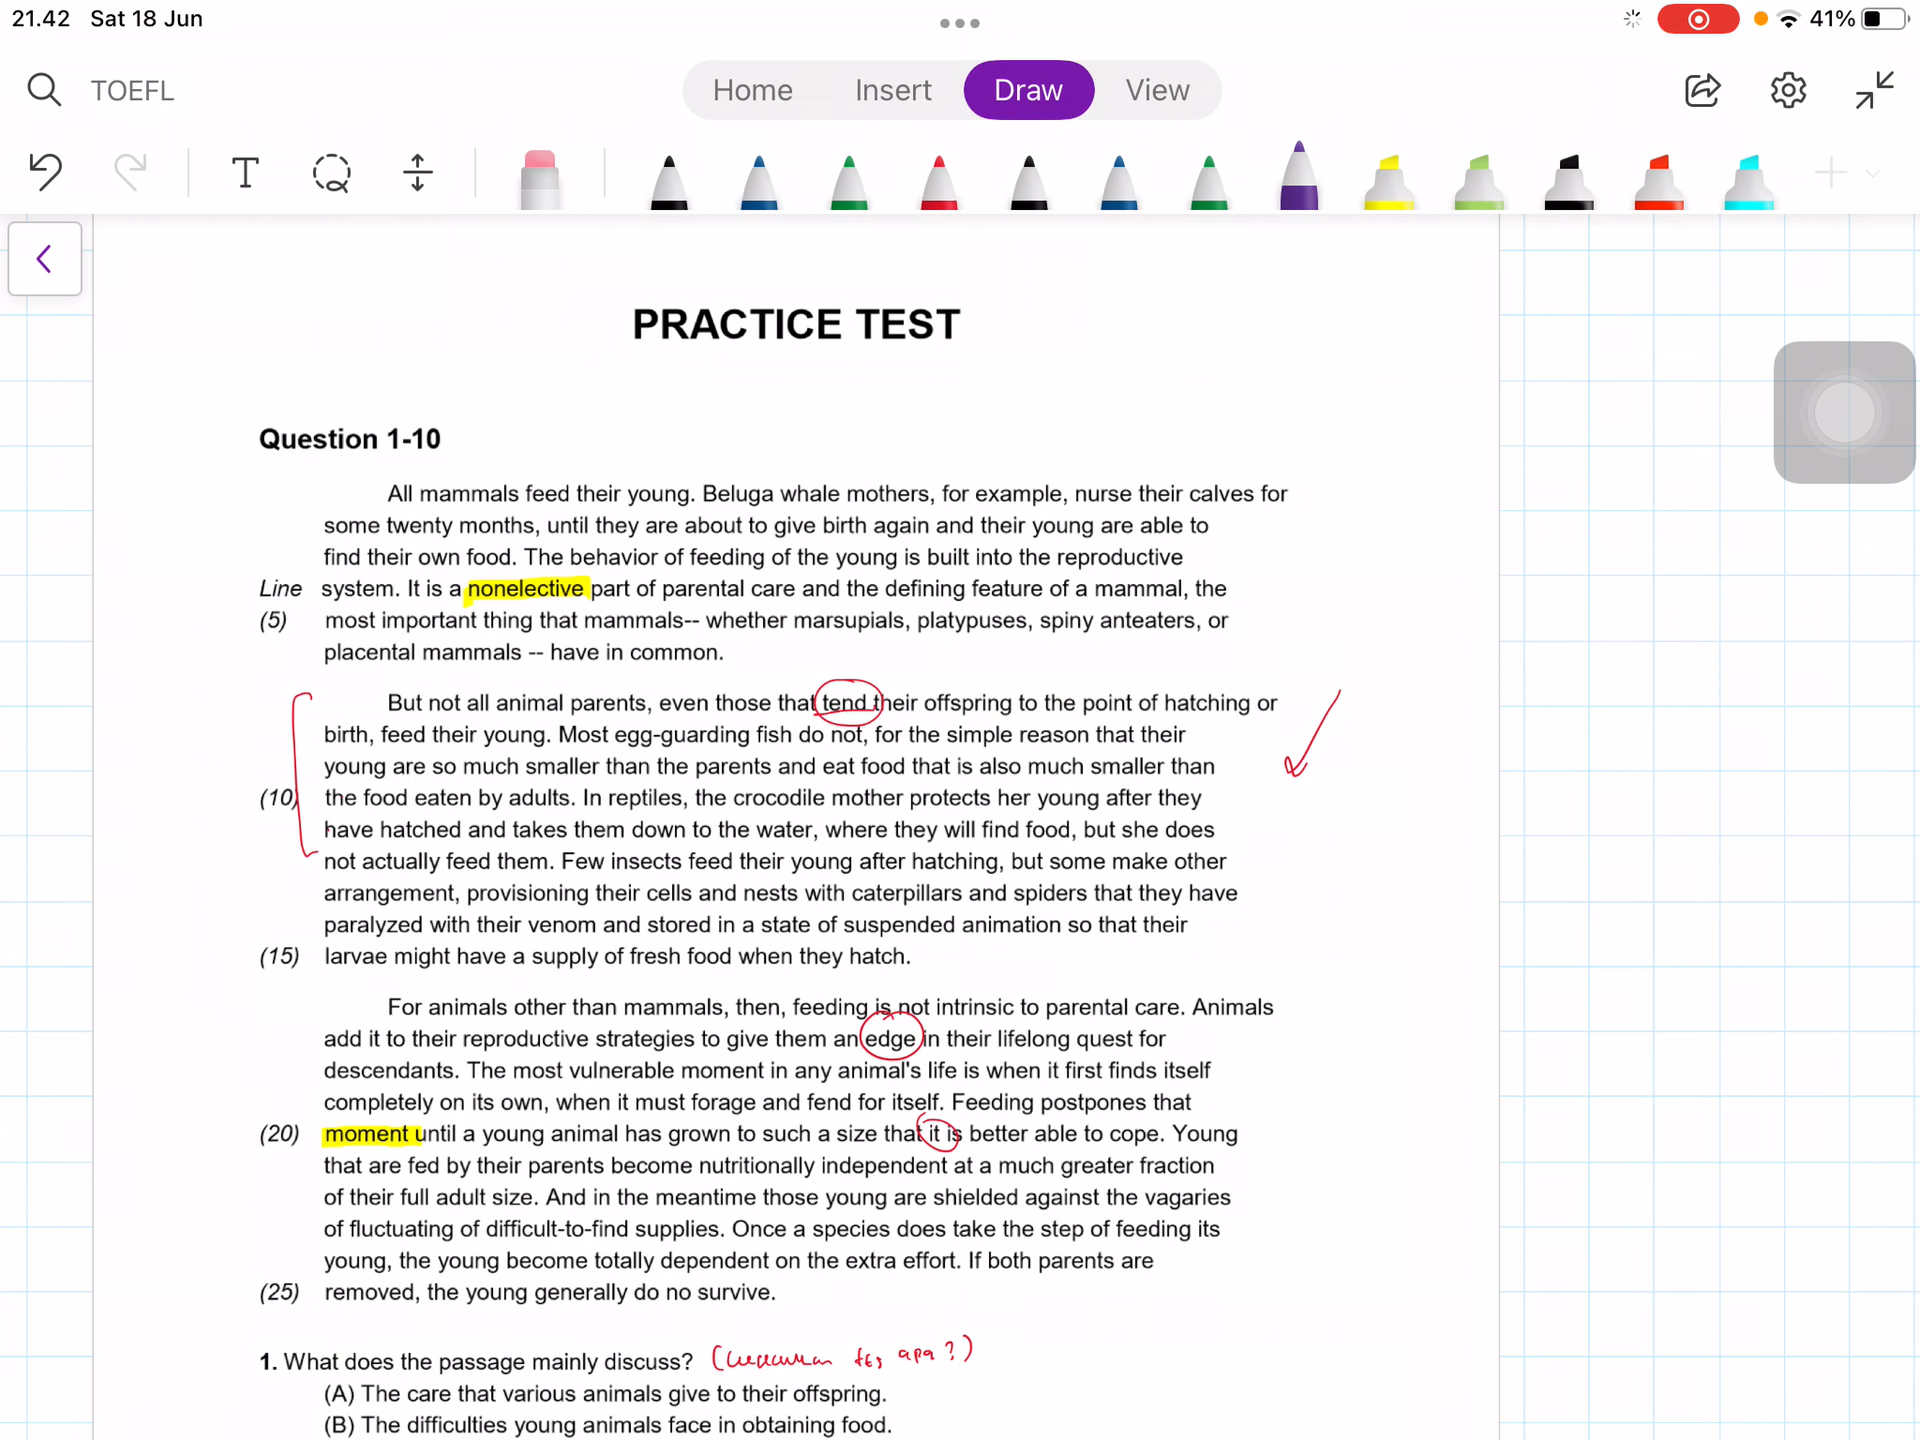 21.42 Sat 18 Jun
41%
TOEFL
Home Insert Draw View
T
PRACTICE TEST
Question 1-10
All mammals feed their young. Beluga whale mothers, for example, nurse their calves for
some twenty months, until they are about to give birth again and their young are able to
find their own food. The behavior of feeding of the young is built into the reproductive
Line system. It is a nonelective part of parental care and the defining feature of a mammal, the
(5) most important thing that mammals-- whether marsupials, platypuses, spiny anteaters, or
placental mammals -- have in common.
But not all animal parents, even those that tend their offspring to the point of hatching or
birth, feed their young. Most egg-guarding fish do not, for the simple reason that their
young are so much smaller than the parents and eat food that is also much smaller than
(10) the food eaten by adults. In reptiles, the crocodile mother protects her young after they
have hatched and takes them down to the water, where they will find food, but she does
not actually feed them. Few insects feed their young after hatching, but some make other
arrangement, provisioning their cells and nests with caterpillars and spiders that they have
paralyzed with their venom and stored in a state of suspended animation so that their
(15) larvae might have a supply of fresh food when they hatch.
For animals other than mammals, then, feeding is not intrinsic to parental care. Animals
add it to their reproductive strategies to give them an edge in their lifelong quest for
descendants. The most vulnerable moment in any animal's life is when it first finds itself
completely on its own, when it must forage and fend for itself. Feeding postpones that
(20) moment until a young animal has grown to such a size that it is better able to cope. Young
that are fed by their parents become nutritionally independent at a much greater fraction
of their full adult size. And in the meantime those young are shielded against the vagaries
of fluctuating of difficult-to-find supplies. Once a species does take the step of feeding its
young, the young become totally dependent on the extra effort. If both parents are
(25) removed, the young generally do no survive.
1. What does the passage mainly discuss? apa?)
(A) The care that various animals give to their offspring.
(B) The difficulties young animals face in obtaining food.